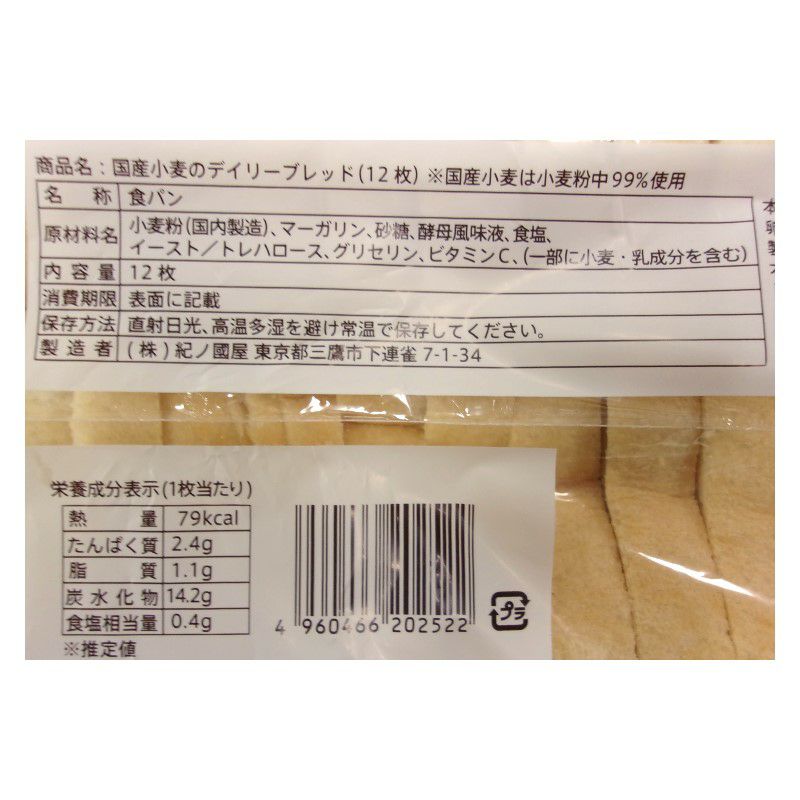 商品名：国産小麦のデイリーブレッド(12枚) ※国産小麦は小麦粉中99%使用
名称 食パン
原材料名 小麦粉(国内製造)、マーガリン、砂糖、酵母風味液、食塩、
イースト／トレハロース、グリセリン、ビタミンC、(一部に小麦・乳成分を含む)
内容量 12枚
消費期限 表面に記載
保存方法 直射日光、高温多湿を避け常温で保存してください。
製造者 (株)紀ノ國屋 東京都三鷹市下連雀7-1-34
栄養成分表示(1枚当たり)
熱量 79kcal
たんぱく質 2.4g
脂質 1.1g
炭水化物 14.2g
食塩相当量 0.4g
※推定値
4 960466 202522
プラ